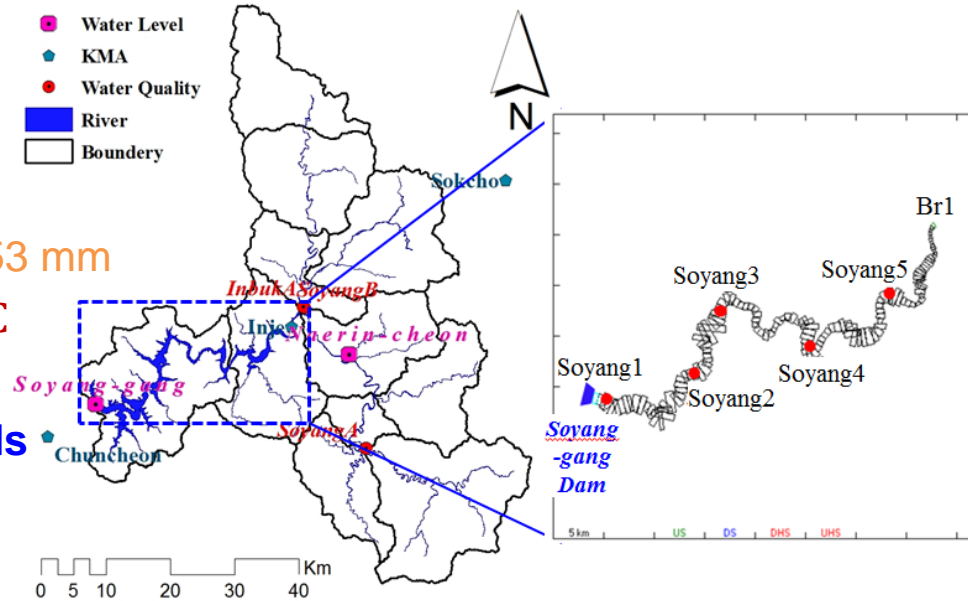 Water Level
KMA
Water Quality
River
Boundery
N
53 mm
C
ls
Sokcho
InbukA SoyangB
Inje
Naerin-cheon
Soyang-gang
SoyangA
Chuncheon
Km
0 5 10 20 30 40
Br1
Soyang3
Soyang5
Soyang1
Soyang4
Soyang2
Soyang
-gang
Dam
5 km US DS DHS UHS